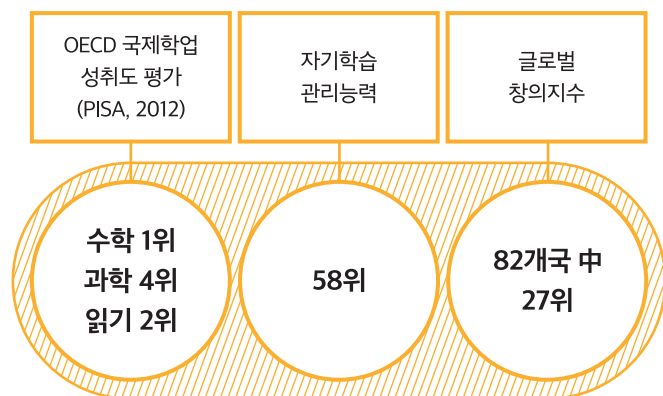 OECD 국제학업
성취도 평가
(PISA, 2012)
자기학습
관리능력
글로벌
창의지수
수학 1위
과학 4위
읽기 2위
58위
82개국 中
27위